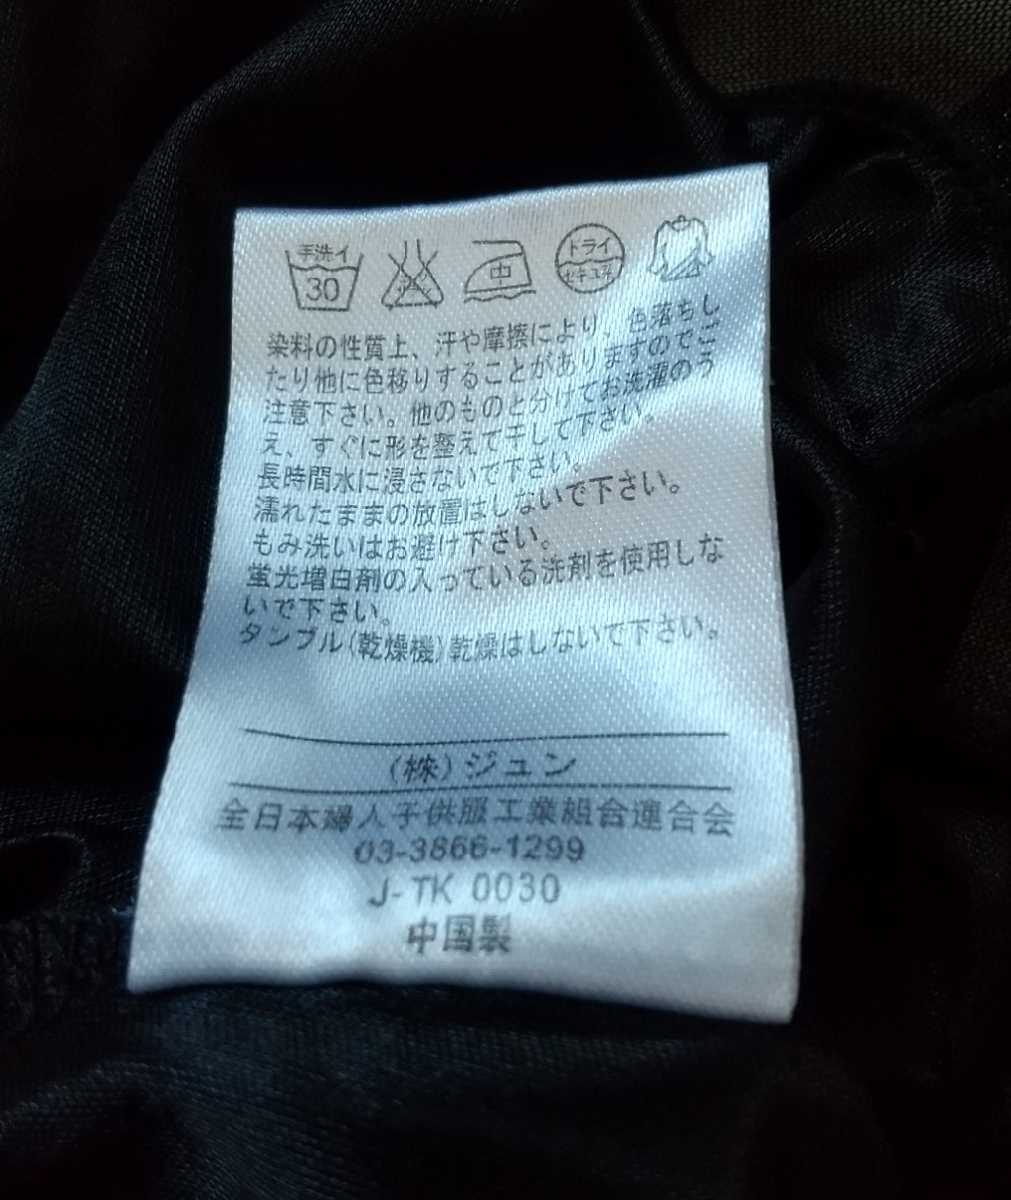 手洗イ
30
中
ドライ
セキユ系
染料の性質上、汗や摩擦により、色落ちし
たり他に色移りすることがありますのでご
注意下さい。他のものと分けてお洗濯のう
え、すぐに形を整えて干して下さい。
長時間水に浸さないで下さい。
濡れたままの放置はしないで下さい。
もみ洗いはお避け下さい。
蛍光増白剤の入っている洗剤を使用しな
いで下さい。
タンブル(乾燥機)乾燥はしないで下さい。
(株)ジュン
全日本婦人子供服工業組合連合会
03-3866-1299
J-TK 0030
中国製